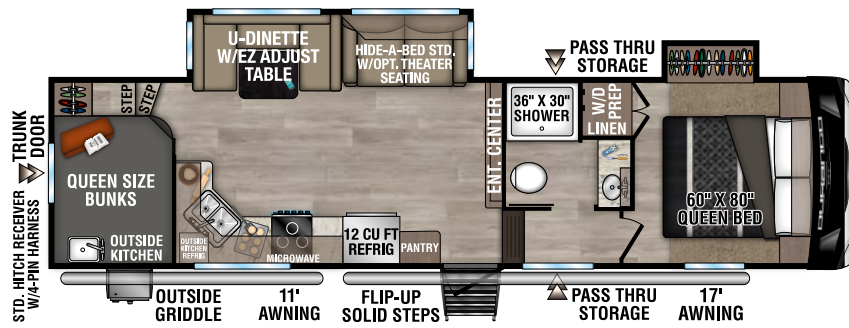 U-DINETTE
W/EZ ADJUST
TABLE
HIDE-A-BED STD.
W/OPT. THEATER
SEATING
PASS THRU
STORAGE
STEP
STEP
36" X 30"
SHOWER
W/D
PREP
LINEN
ENT. CENTER
TRUNK
DOOR
STD. HITCH RECEIVER
W/4-PIN HARNESS
QUEEN SIZE
BUNKS
OUTSIDE
KITCHEN
OUTSIDE
KITCHEN
REFRIG
MICROWAVE
12 CU FT
REFRIG
PANTRY
60" X 80"
QUEEN BED
DURANGO
OUTSIDE
GRIDDLE
11'
AWNING
FLIP-UP
SOLID STEPS
PASS THRU
STORAGE
17'
AWNING